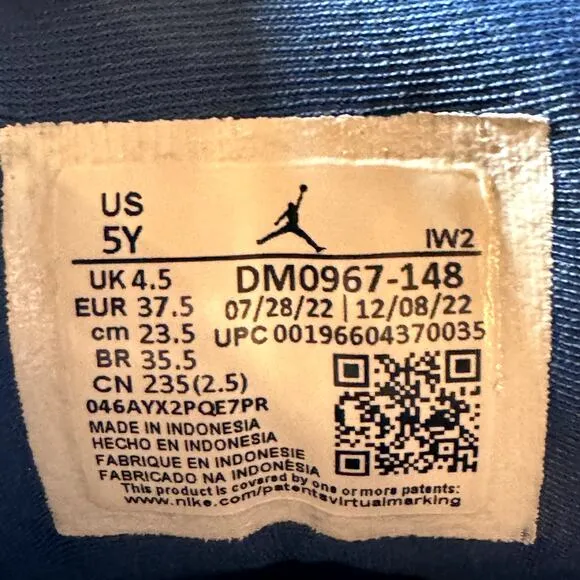 US
5Y
IW2
UK 4.5
DM0967-148
EUR 37.5
07/28/22 | 12/08/22
cm 23.5
UPC 00196604370035
BR 35.5
CN 235(2.5)
046AYX2PQE7PR
MADE IN INDONESIA
HECHO EN INDONESIA
FABRIQUE EN INDONESIE
FABRICADO NA INDONÉSIA
This product is covered by one or more patents:
www.nike.com/patentsvirtualmarking